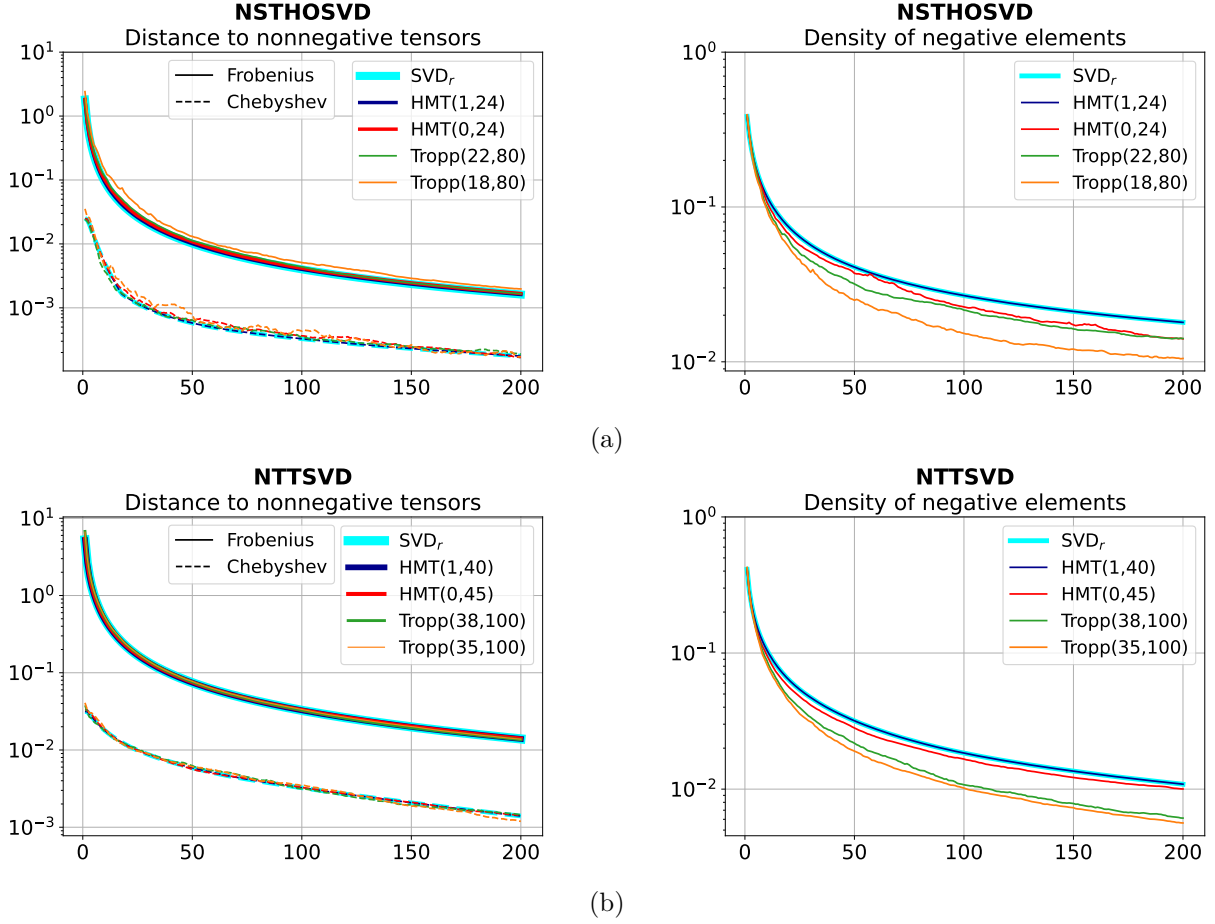 NSTHOSVD
Distance to nonnegative tensors
10^1
10^0
10^-1
10^-2
10^-3
0 50 100 150 200
Frobenius
Chebyshev
SVD_r
HMT(1,24)
HMT(0,24)
Tropp(22,80)
Tropp(18,80)
NSTHOSVD
Density of negative elements
10^0
10^-1
10^-2
0 50 100 150 200
SVD_r
HMT(1,24)
HMT(0,24)
Tropp(22,80)
Tropp(18,80)
(a)
NTTSVD
Distance to nonnegative tensors
10^1
10^0
10^-1
10^-2
10^-3
0 50 100 150 200
Frobenius
Chebyshev
SVD_r
HMT(1,40)
HMT(0,45)
Tropp(38,100)
Tropp(35,100)
NTTSVD
Density of negative elements
10^0
10^-1
10^-2
0 50 100 150 200
SVD_r
HMT(1,40)
HMT(0,45)
Tropp(38,100)
Tropp(35,100)
(b)